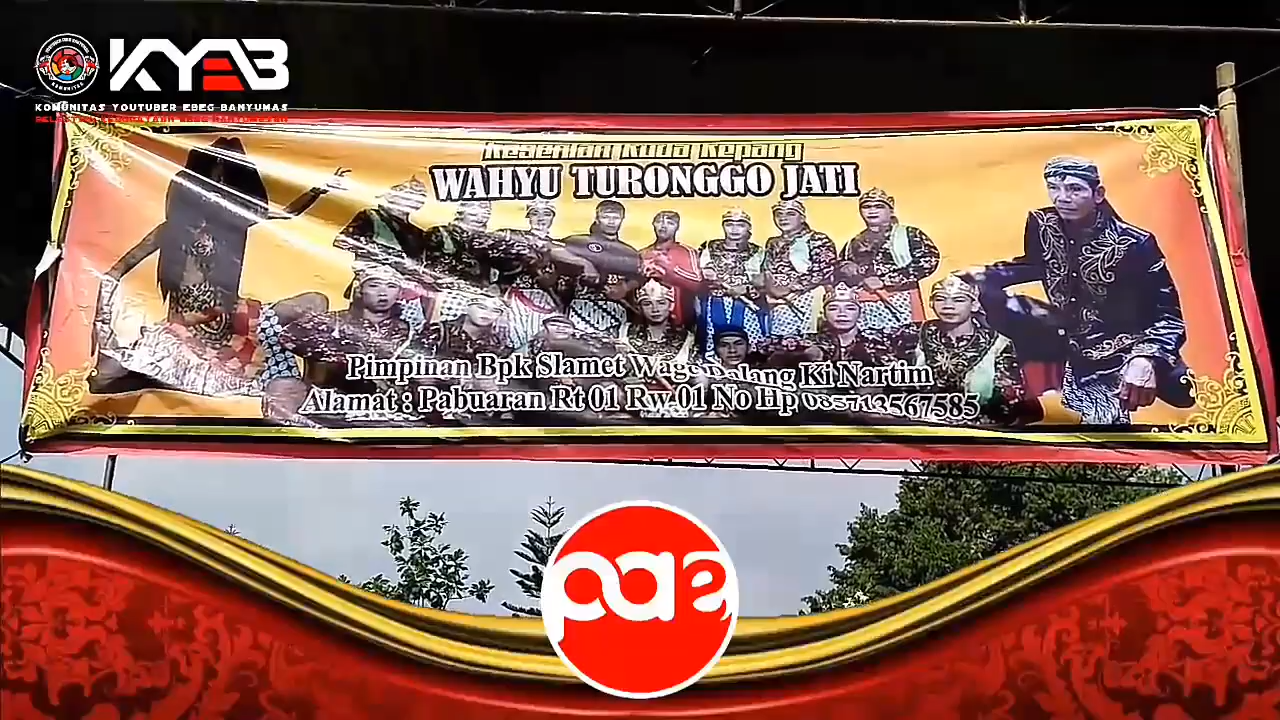 KYEB
KOMUNITAS YOUTUBER EBEG BANYUMAS
Kesenian Kuda Kepang
WAHYU TURONGGO JATI
Pimpinan Bpk Slamet Wage Dalang Ki Nartim
Alamat : Pabuaran Rt 01 Rw 01 No Hp 085713567585
pae